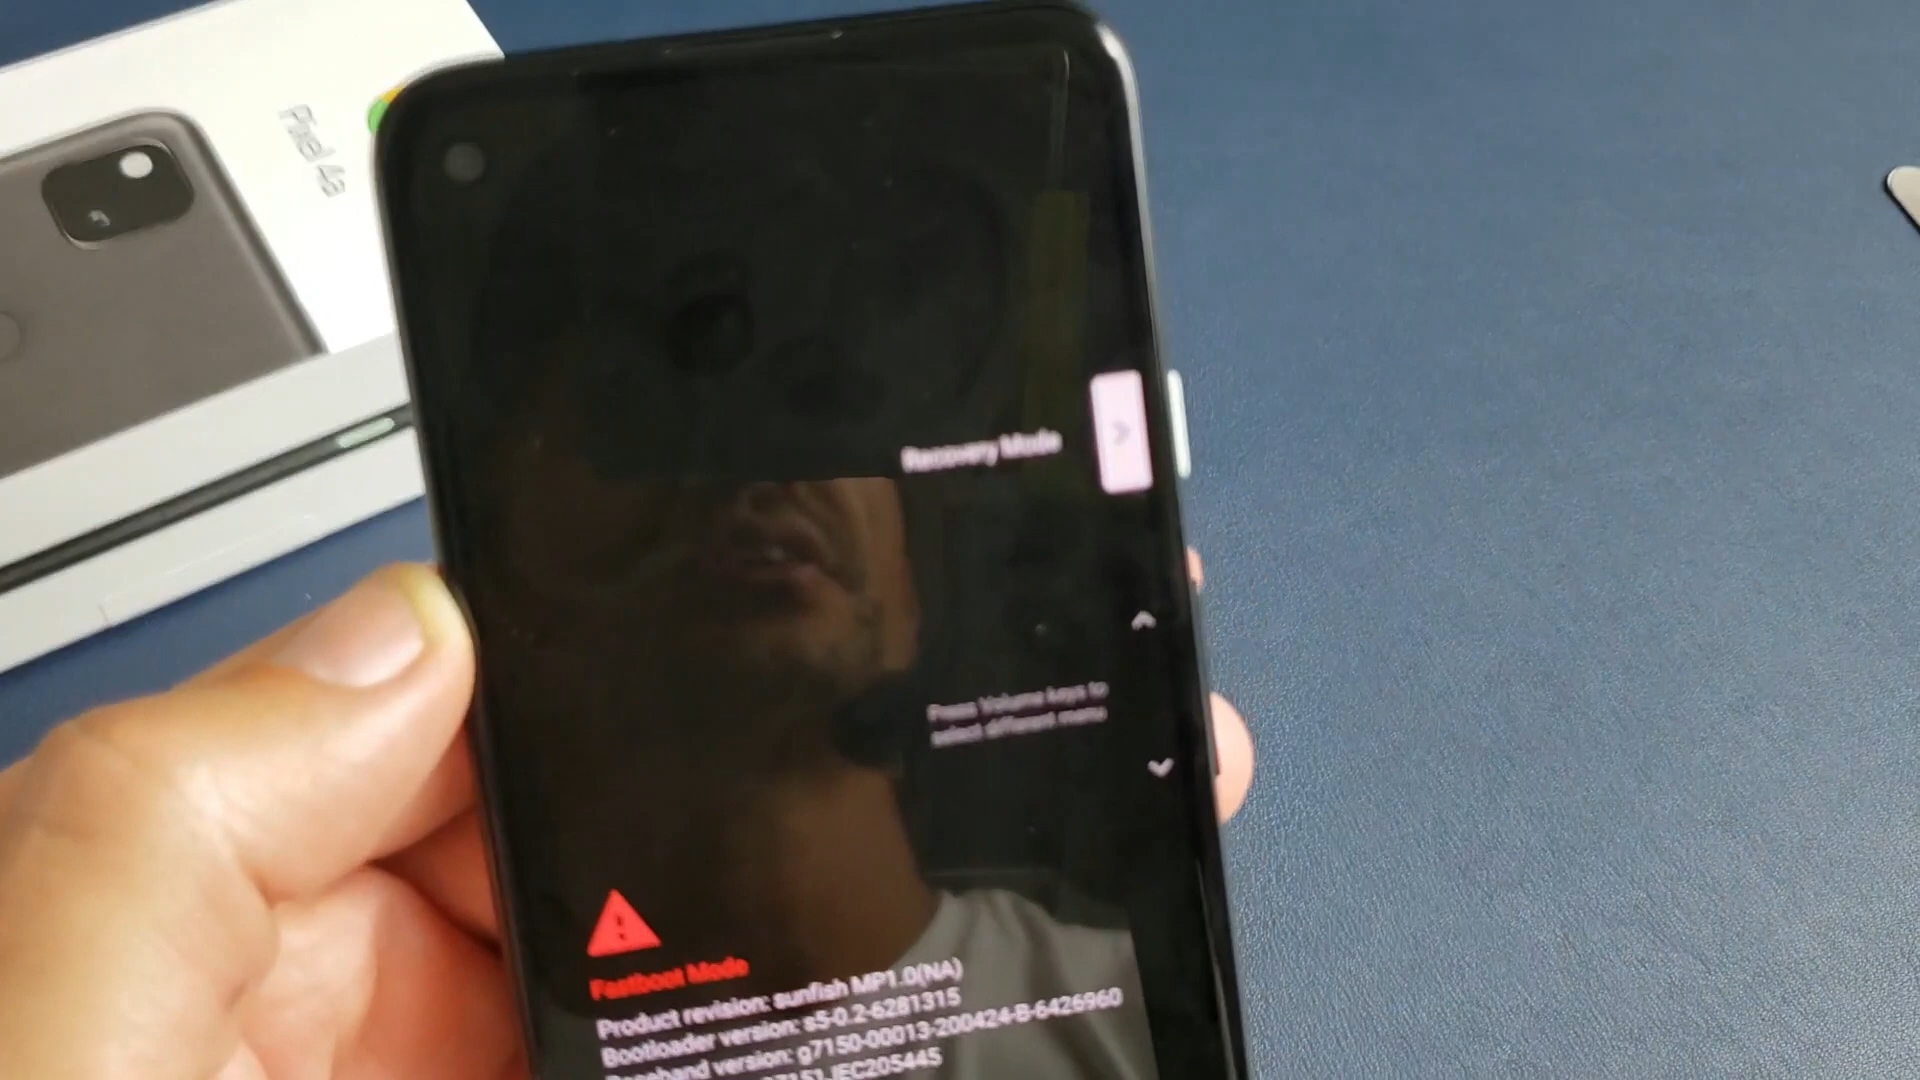 Pixel 4a
Recovery Mode
Press Volume keys to
select different menu
Fastboot Mode
Product revision: sunfish MP1.0(NA)
Bootloader version: s5-0.2-6281315
Baseband version: g7150-00013-200424-B-6426960